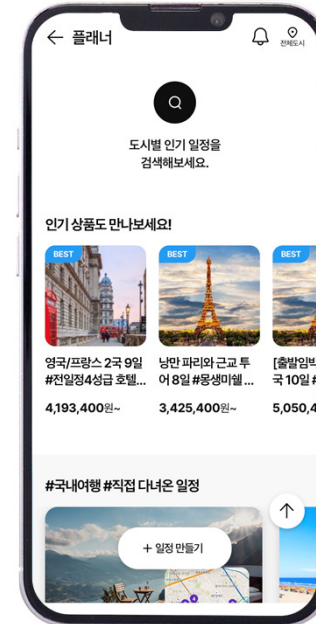 플래너
전체도시
도시별 인기 일정을
검색해보세요.
인기 상품도 만나보세요!
BEST
BEST
BEST
영국/프랑스 2국 9일
#전일정4성급 호텔...
4,193,400원~
낭만 파리와 근교 투
어 8일 #몽생미쉘 ...
3,425,400원~
[출발임박
국 10일 #
5,050,4
#국내여행 #직접 다녀온 일정
+ 일정 만들기